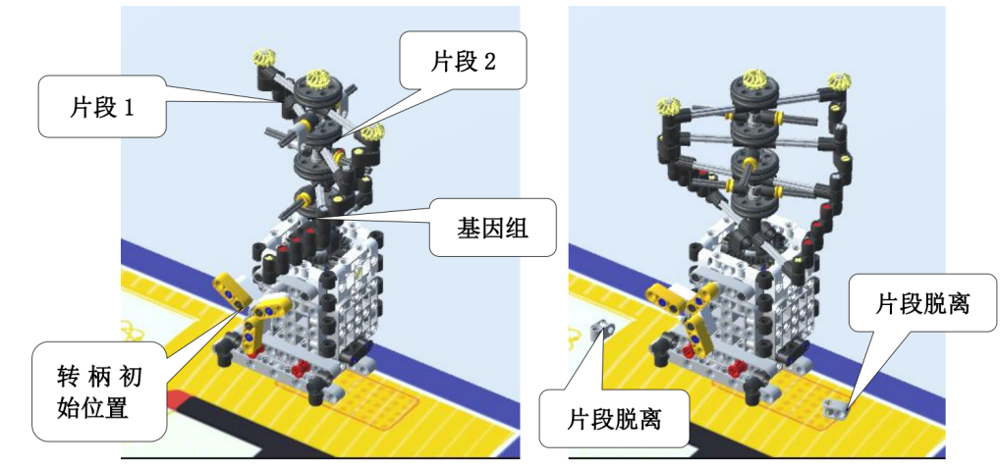 片段 1
片段 2
基因组
转 柄 初
始位置
片段脱离
片段脱离